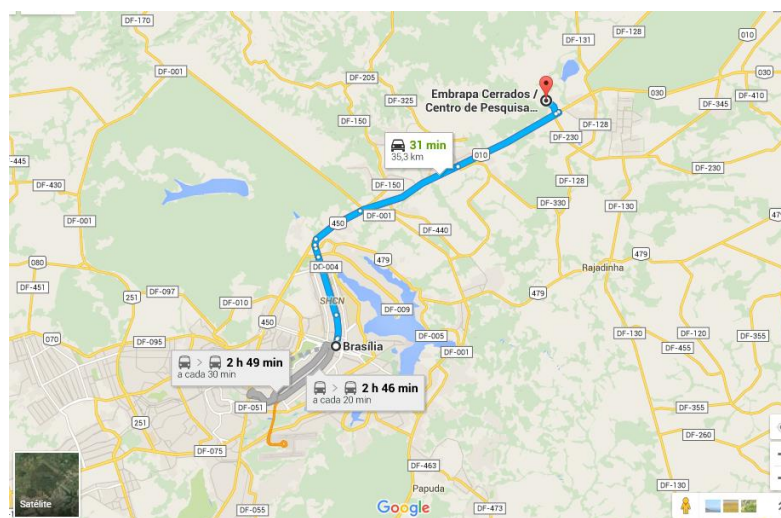 DF-170
DF-128
010
DF-131
DF-001
DF-205
Embrapa Cerrados /
Centro de Pesquisa...
030
030
DF-410
DF-325
DF-345
DF-128
DF-150
DF-230
31 min
35,3 km
-445
010
DF-230
DF-430
DF-150
DF-128
DF-130
DF-330
DF-001
DF-001
450
479
DF-440
479
080
DF-004
Rajadinha
DF-451
DF-097
SHCN
251
479
DF-010
DF-009
450
DF-005
DF-130
DF-120
DF-355
070
DF-095
Brasília
DF-001
DF-455
2 h 49 min
a cada 30 min
2 h 46 min
a cada 20 min
DF-051
DF-355
251
DF-260
DF-075
DF-463
DF-130
Satélite
Papuda
DF-055
Google
DF-473